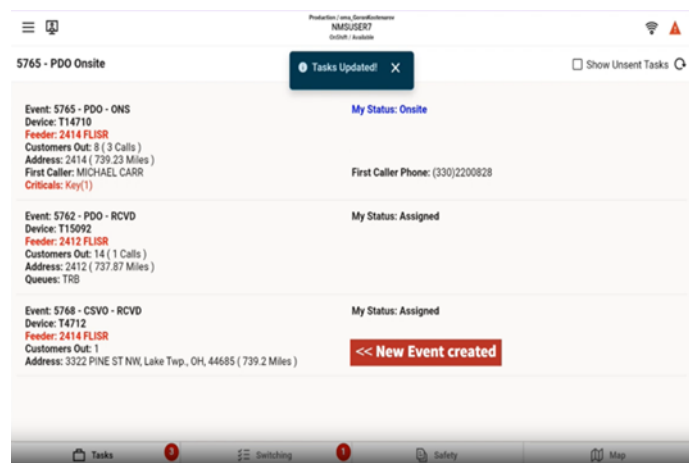 Production / oma_GoranKostenarov
NMSUSER7
OnShift / Available
5765 - PDO Onsite
Tasks Updated! X
Show Unsent Tasks
Event: 5765 - PDO - ONS
My Status: Onsite
Device: T14710
Feeder: 2414 FLISR
Customers Out: 8 ( 3 Calls )
Address: 2414 ( 739.23 Miles )
First Caller: MICHAEL CARR
First Caller Phone: (330)2200828
Criticals: Key(1)
Event: 5762 - PDO - RCVD
My Status: Assigned
Device: T15092
Feeder: 2412 FLISR
Customers Out: 14 ( 1 Calls )
Address: 2412 ( 737.87 Miles )
Queues: TRB
Event: 5768 - CSVO - RCVD
My Status: Assigned
Device: T4712
Feeder: 2414 FLISR
Customers Out: 1
<< New Event created
Address: 3322 PINE ST NW, Lake Twp., OH, 44685 ( 739.2 Miles )
Tasks 3 Switching 1 Safety Map